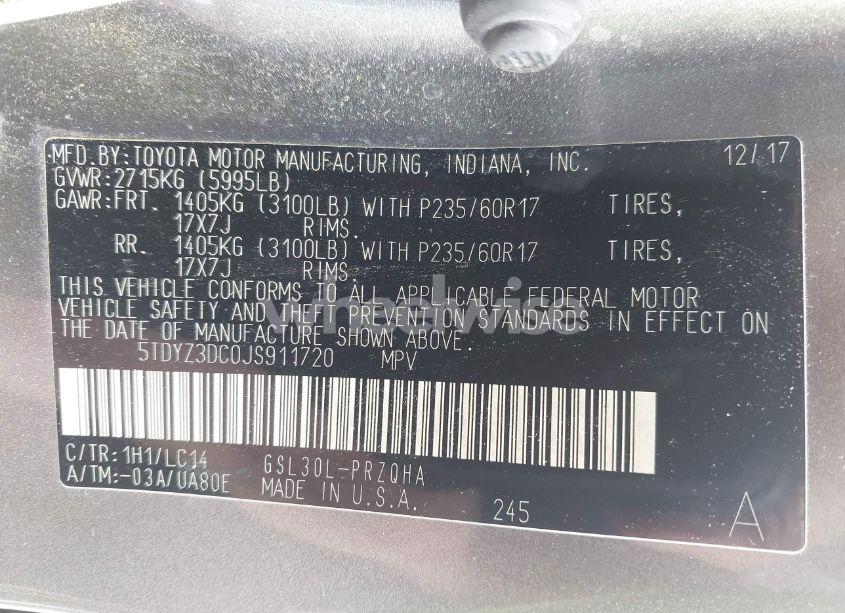 MFD.BY:TOYOTA MOTOR MANUFACTURING, INDIANA, INC. 12/17
GVWR:2715KG (5995LB)
GAWR:FRT. 1405KG (3100LB) WITH P235/60R17 TIRES,
17X7J RIMS.
RR. 1405KG (3100LB) WITH P235/60R17 TIRES,
17X7J RIMS.
THIS VEHICLE CONFORMS TO ALL APPLICABLE FEDERAL MOTOR
VEHICLE SAFETY AND THEFT PREVENTION STANDARDS IN EFFECT ON
THE DATE OF MANUFACTURE SHOWN ABOVE.
5TDYZ3DC0JS911720 MPV
C/TR:1H1/LC14 GSL30L-PRZQHA
A/TM:-03A/UA80E MADE IN U.S.A. 245 A